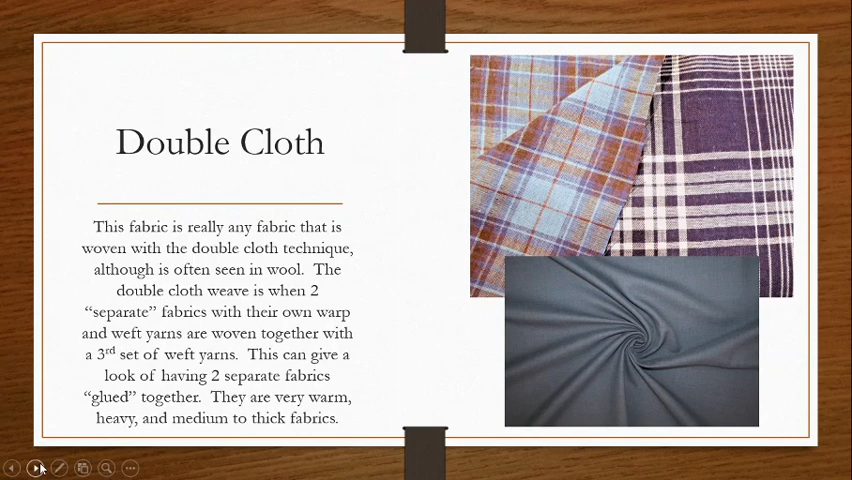 Double Cloth
This fabric is really any fabric that is
woven with the double cloth technique,
although is often seen in wool.  The
double cloth weave is when 2
“separate” fabrics with their own warp
and weft yarns are woven together with
a 3rd set of weft yarns.  This can give a
look of having 2 separate fabrics
“glued” together.  They are very warm,
heavy, and medium to thick fabrics.